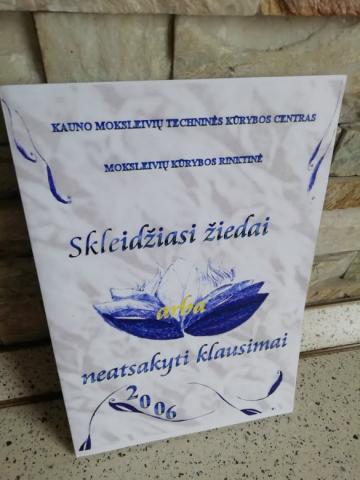 KAUNO MOKSLEIVIŲ TECHNINĖS KŪRYBOS CENTRAS
MOKSLEIVIŲ KŪRYBOS RINKTINĖ
Skleidžiasi žiedai
arba
neatsakyti klausimai
2006